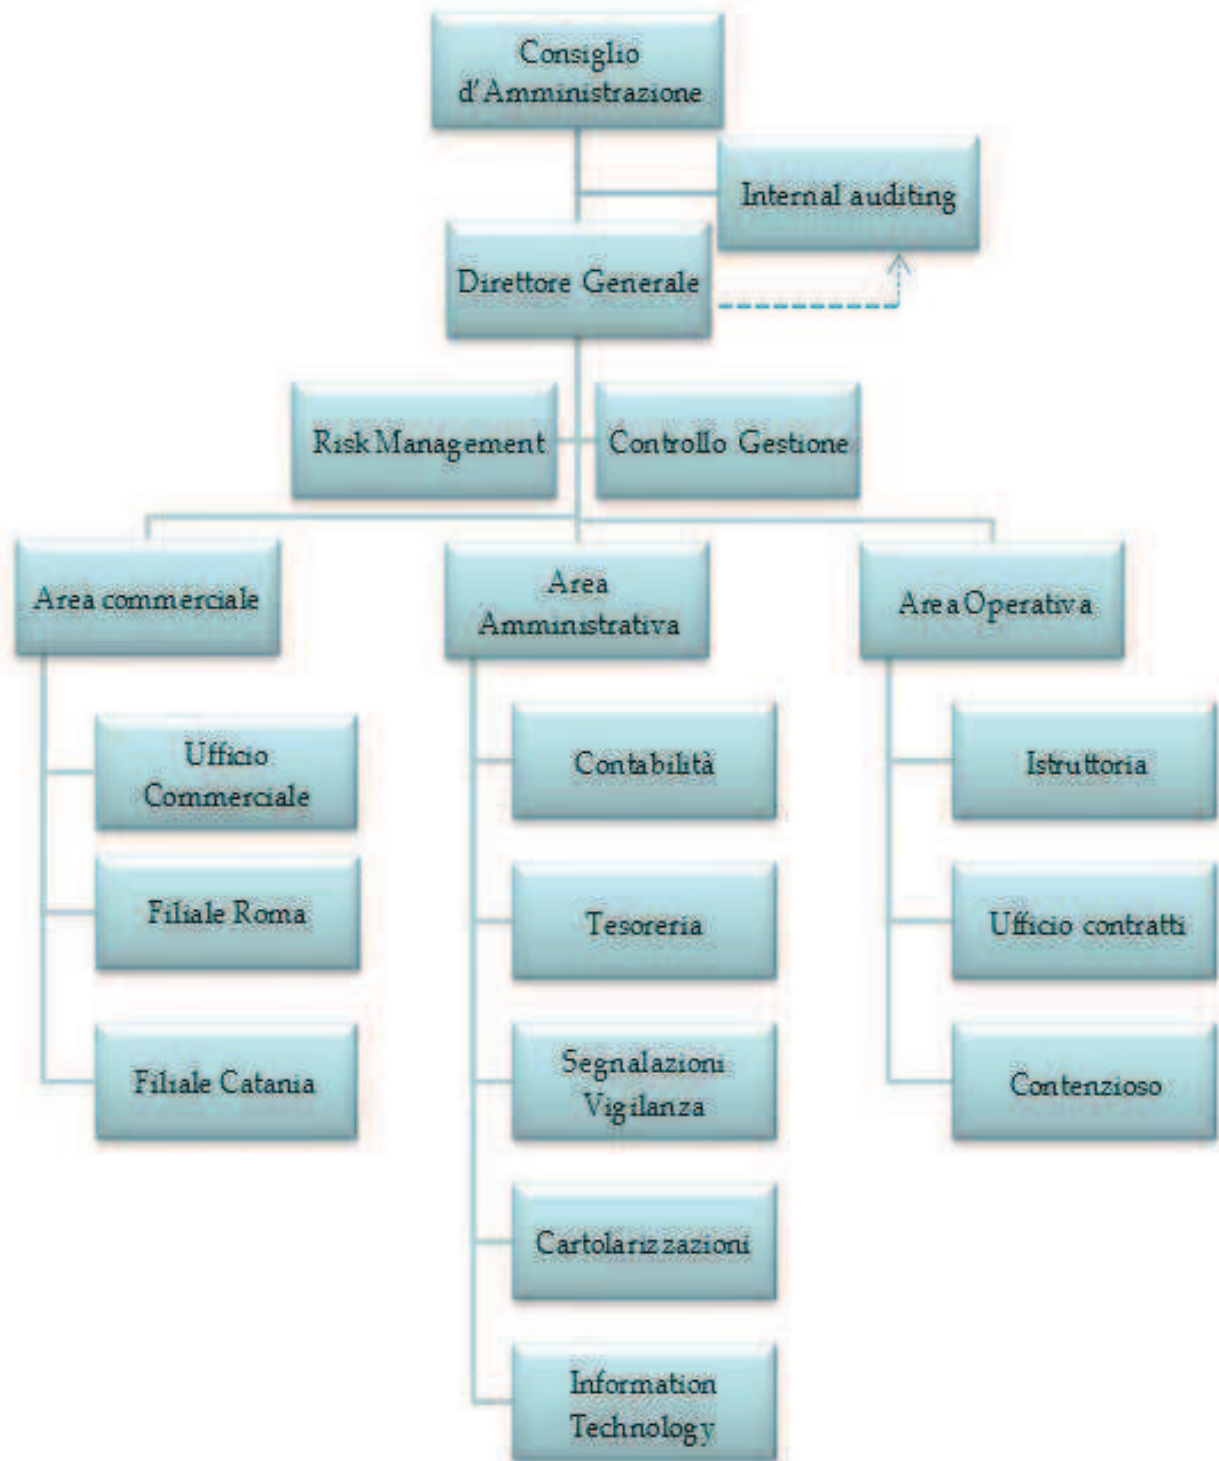 Consiglio
d'Amministrazione
Internal auditing
Direttore Generale
Risk Management
Controllo Gestione
Area commerciale
Area
Amministrativa
Area Operativa
Ufficio
Commerciale
Filiale Roma
Filiale Catania
Contabilità
Tesoreria
Segnalazioni
Vigilanza
Cartolarizzazioni
Information
Technology
Istruttoria
Ufficio contratti
Contenzioso